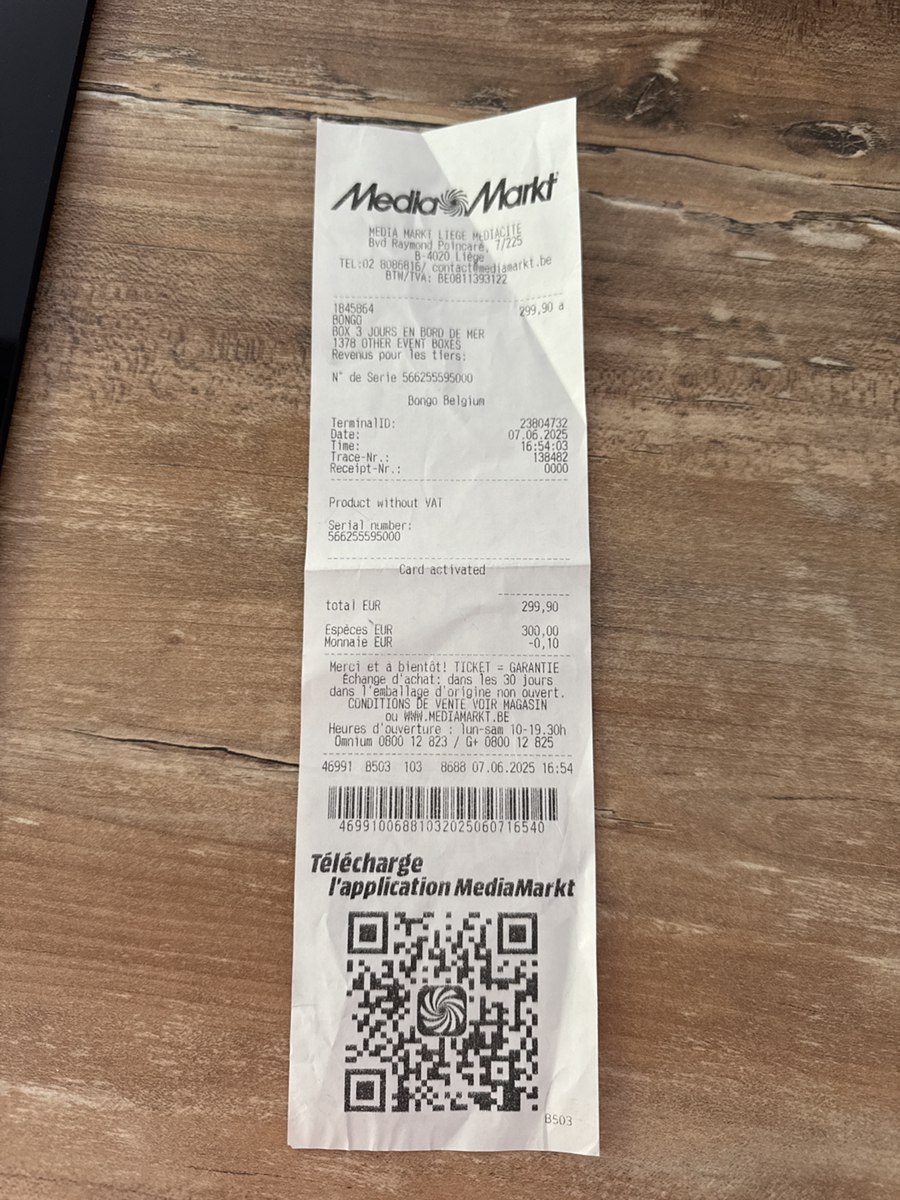 Media Markt
MEDIA MARKT LIEGE MEDIACITE
Bvd Raymond Poincaré, 7/225
B-4020 Liège
TEL:02 8086816/ contact@mediamarkt.be
BTW/TVA: BE0811393122
1845864 299,90 a
BONGO
BOX 3 JOURS EN BORD DE MER
1378 OTHER EVENT BOXES
Revenus pour les tiers:
N° de Serie 566255595000
Bongo Belgium
TerminalID: 23804732
Date: 07.06.2025
Time: 16:54:03
Trace-Nr.: 138482
Receipt-Nr.: 0000
Product without VAT
Serial number:
566255595000
Card activated
total EUR 299,90
Espèces EUR 300,00
Monnaie EUR -0,10
Merci et à bientôt! TICKET = GARANTIE
Échange d'achat: dans les 30 jours
dans l'emballage d'origine non ouvert.
CONDITIONS DE VENTE VOIR MAGASIN
ou WWW.MEDIAMARKT.BE
Heures d'ouverture : lun-sam 10-19.30h
Omnium 0800 12 823 / G+ 0800 12 825
46991 B503 103 8688 07.06.2025 16:54
4699100688103202506071654​0
Télécharge
l'application MediaMarkt
B503